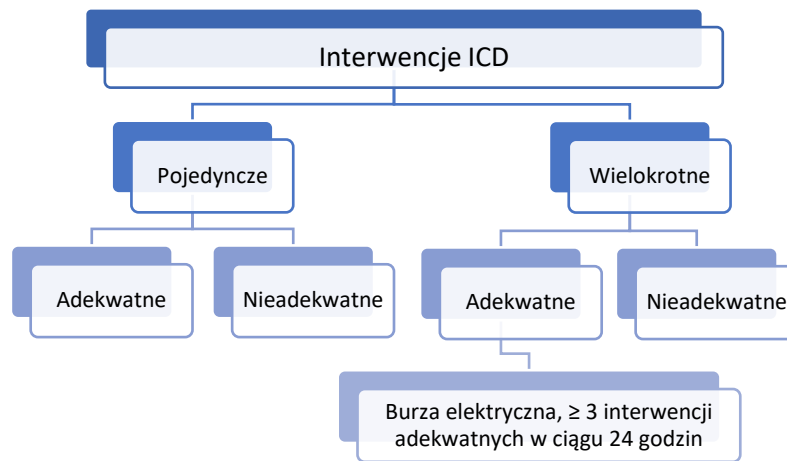 Interwencje ICD
Pojedyncze
Wielokrotne
Adekwatne
Nieadekwatne
Adekwatne
Nieadekwatne
Burza elektryczna, ≥ 3 interwencji
adekwatnych w ciągu 24 godzin